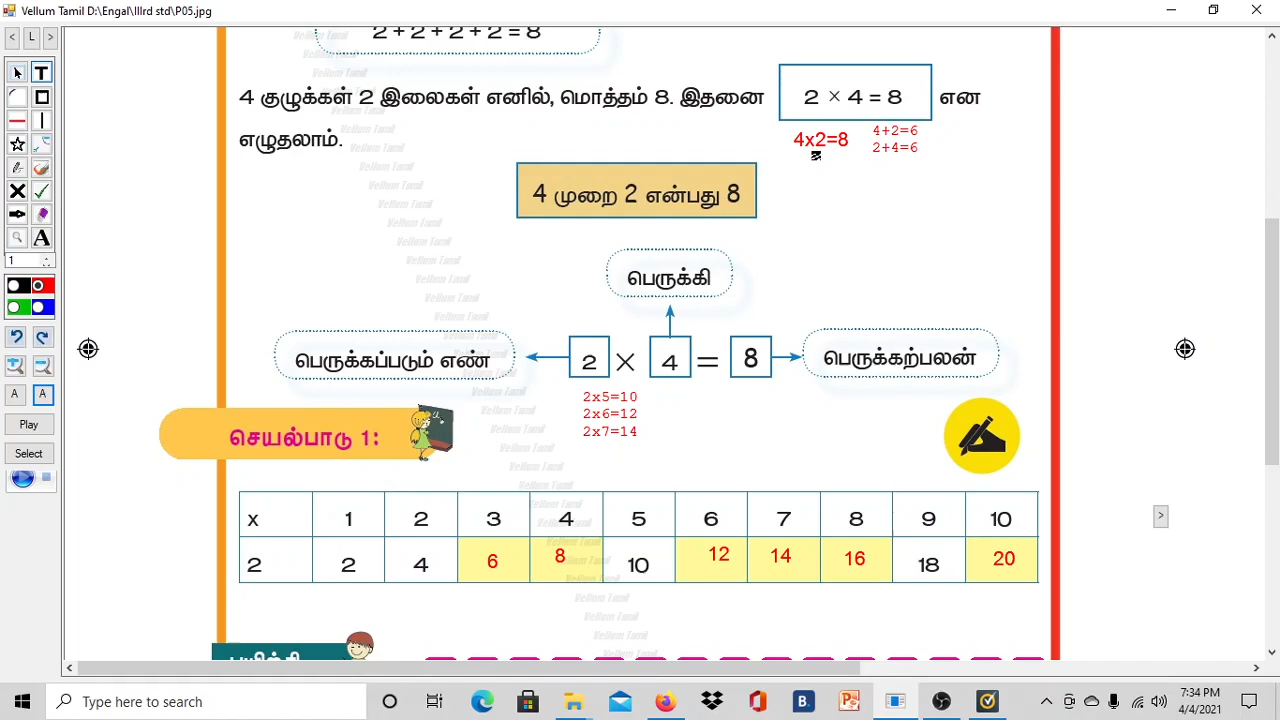 Vellum Tamil D:\Engal\IIIrd std\P05.jpg
2 + 2 + 2 + 2 = 8
4 குழுக்கள் 2 இலைகள் எனில், மொத்தம் 8. இதனை 2 × 4 = 8 என
4x2=8 4+2=6
2+4=6
எழுதலாம்.
4 முறை 2 என்பது 8
பெருக்கி
பெருக்கப்படும் எண் 2 × 4 = 8 பெருக்கற்பலன்
2x5=10
2x6=12
2x7=14
செயல்பாடு 1:
x 1 2 3 4 5 6 7 8 9 10
2 2 4 6 8 10 12 14 16 18 20
L
T
A
1
A A
Play
Select
Vellum Tamil
Type here to search
7:34 PM
4/4/2021